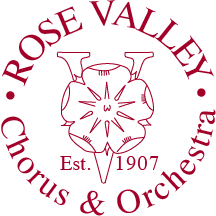 • ROSE VALLEY •
Chorus & Orchestra
Est. 1907